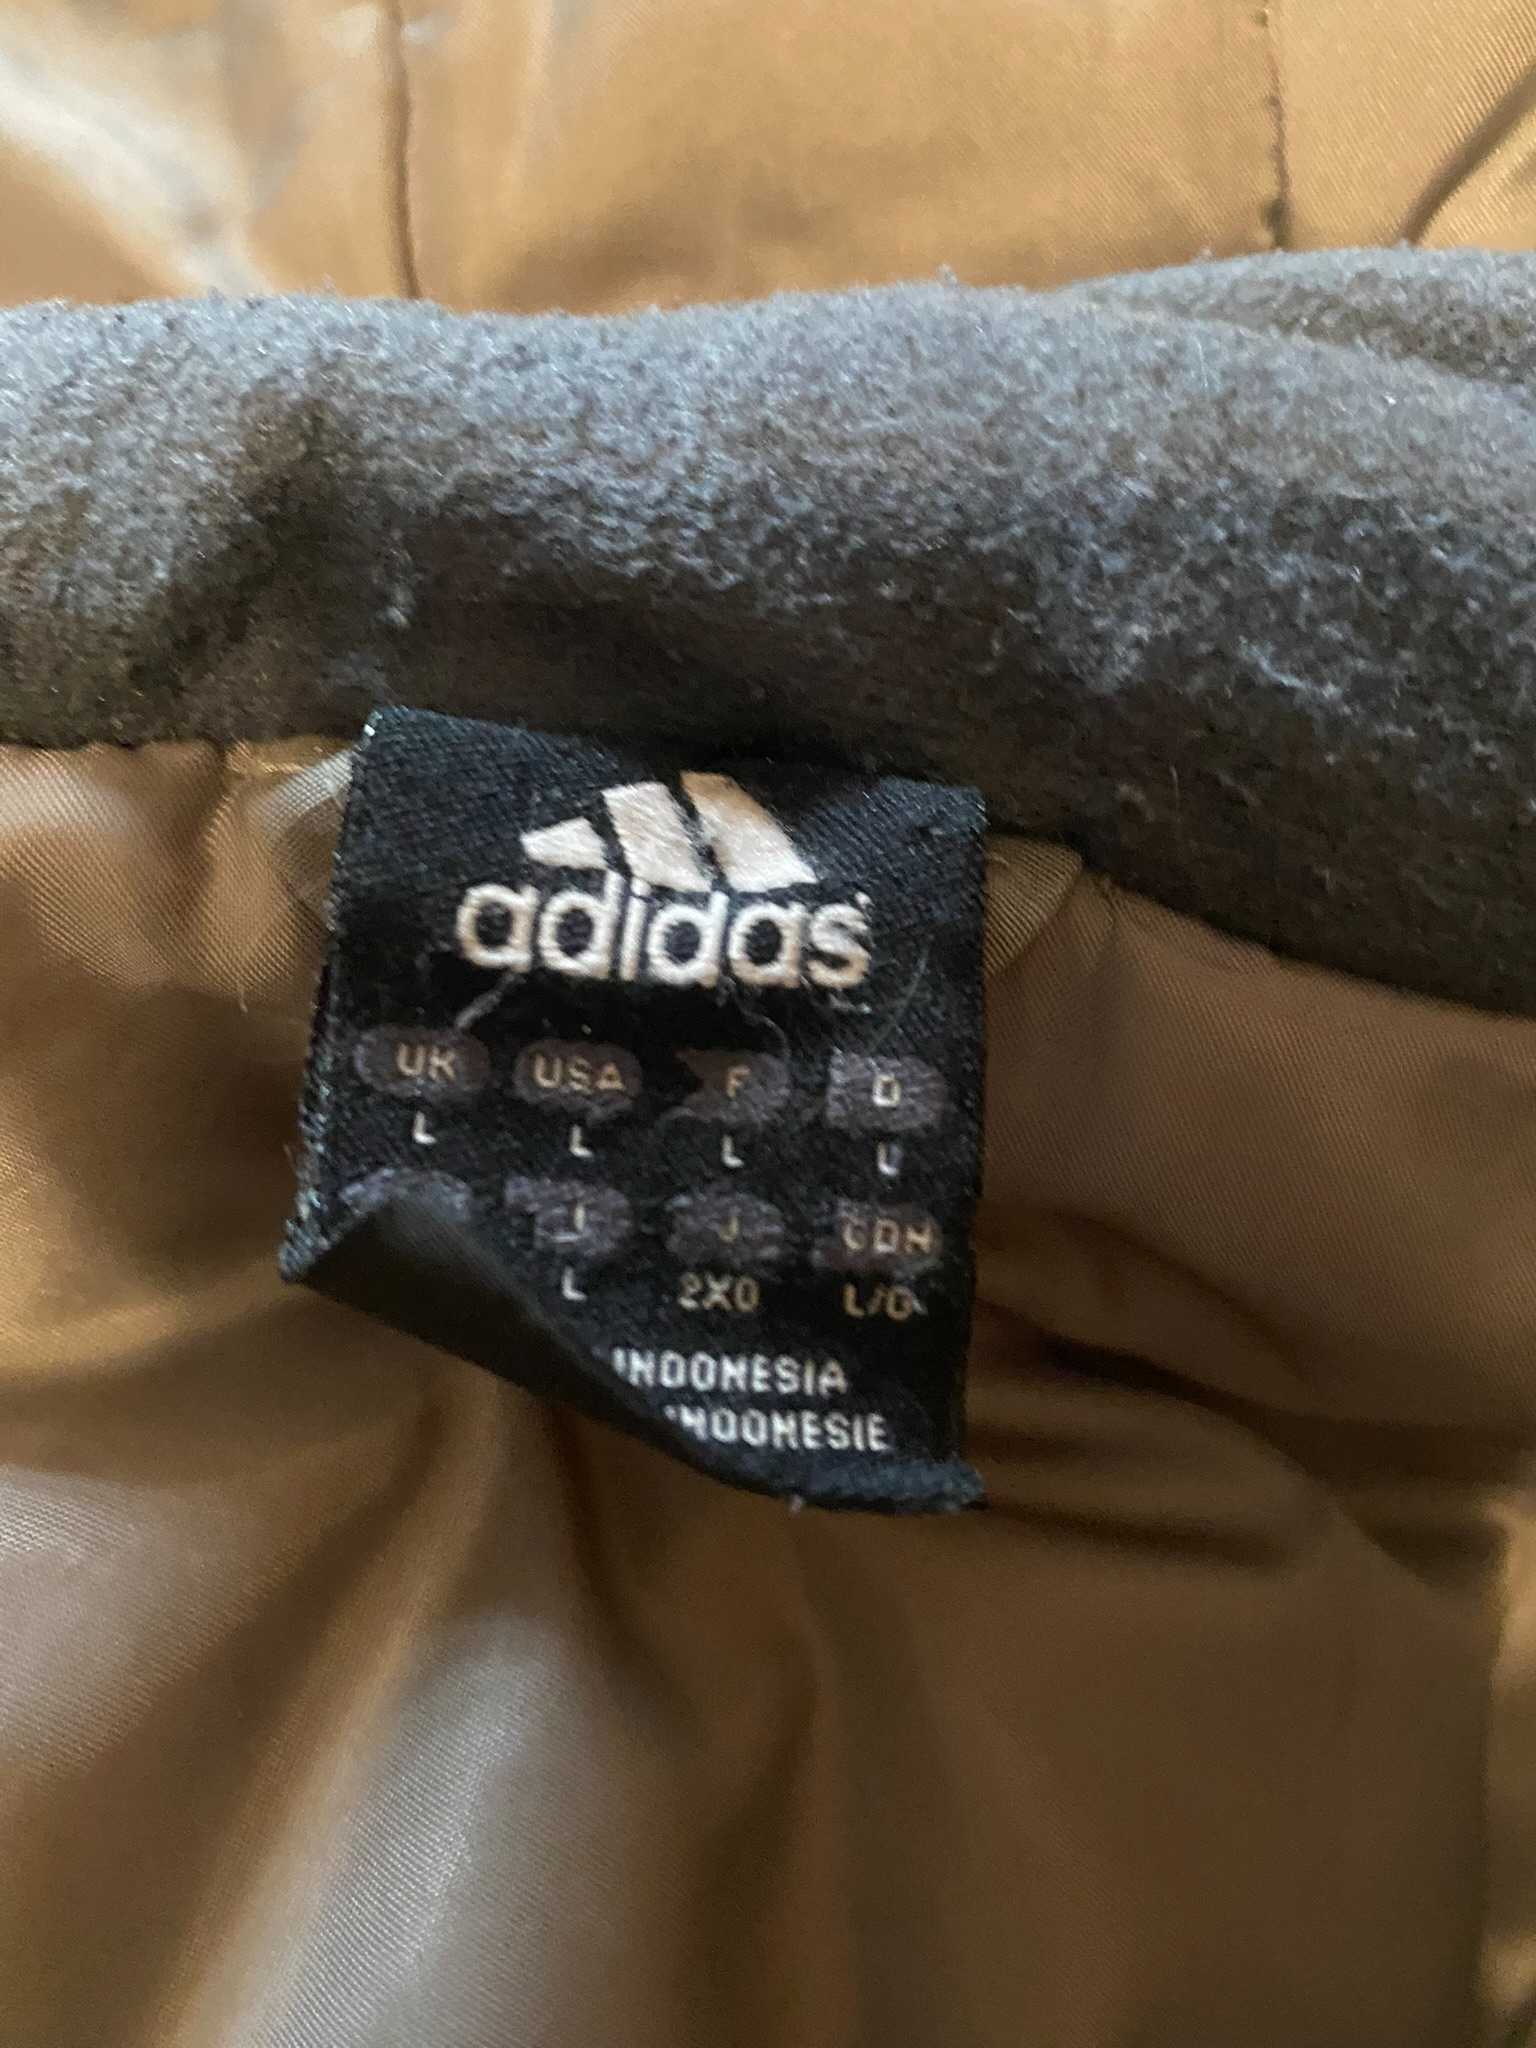 adidas
UK USA F D
L L L L
I J CDN
L 2XO L/G
INDONESIA
INDONESIE